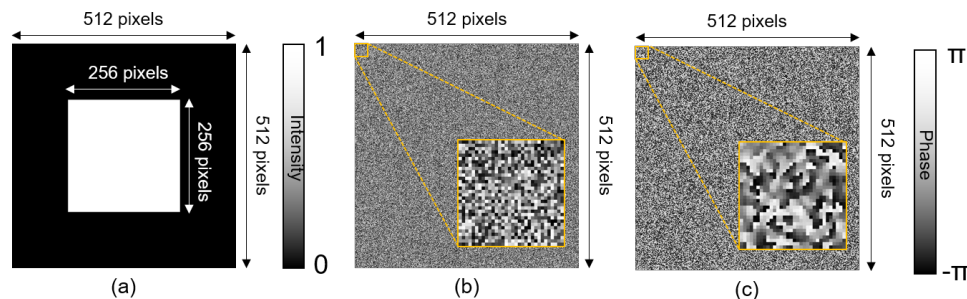 512 pixels
512 pixels
512 pixels
256 pixels
256 pixels
512 pixels
1
Intensity
0
512 pixels
512 pixels
π
Phase
-π
(a)
(b)
(c)